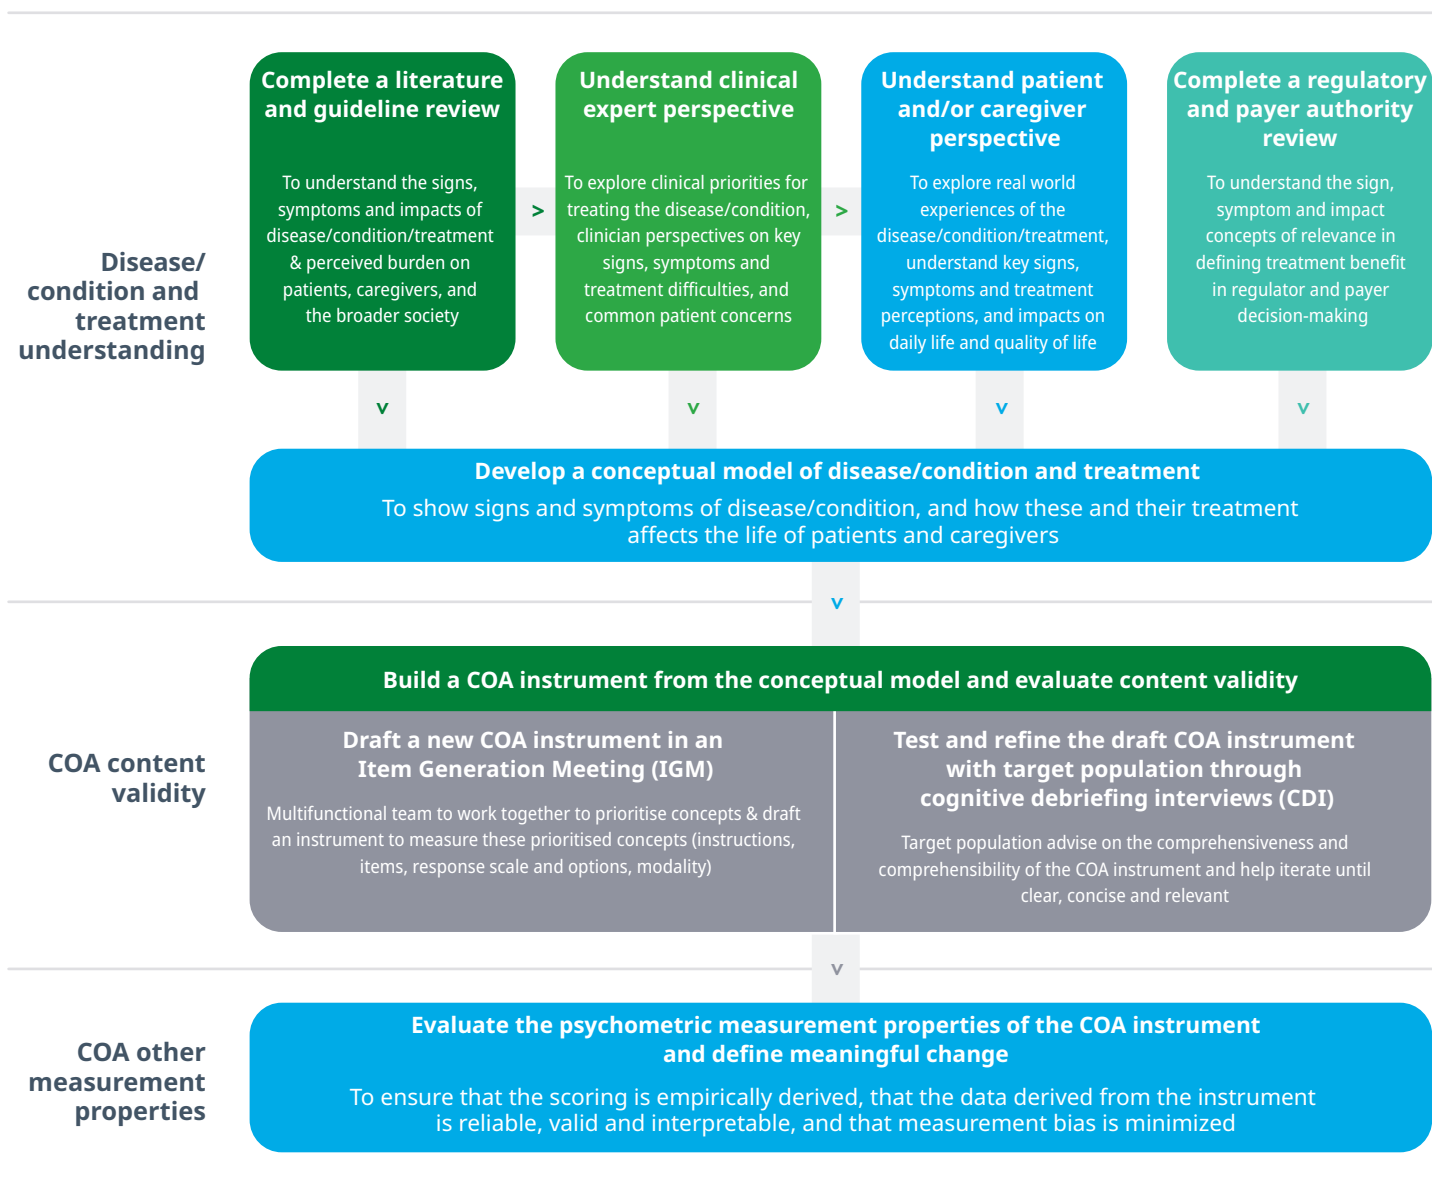 Disease/
condition and
treatment
understanding
Complete a literature
and guideline review
To understand the signs,
symptoms and impacts of
disease/condition/treatment
& perceived burden on
patients, caregivers, and
the broader society
>
Understand clinical
expert perspective
To explore clinical priorities for
treating the disease/condition,
clinician perspectives on key
signs, symptoms and
treatment difficulties, and
common patient concerns
>
Understand patient
and/or caregiver
perspective
To explore real world
experiences of the
disease/condition/treatment,
understand key signs,
symptoms and treatment
perceptions, and impacts on
daily life and quality of life
Complete a regulatory
and payer authority
review
To understand the sign,
symptom and impact
concepts of relevance in
defining treatment benefit
in regulator and payer
decision-making
Develop a conceptual model of disease/condition and treatment
To show signs and symptoms of disease/condition, and how these and their treatment
affects the life of patients and caregivers
COA content
validity
Build a COA instrument from the conceptual model and evaluate content validity
Draft a new COA instrument in an
Item Generation Meeting (IGM)
Multifunctional team to work together to prioritise concepts & draft
an instrument to measure these prioritised concepts (instructions,
items, response scale and options, modality)
Test and refine the draft COA instrument
with target population through
cognitive debriefing interviews (CDI)
Target population advise on the comprehensiveness and
comprehensibility of the COA instrument and help iterate until
clear, concise and relevant
COA other
measurement
properties
Evaluate the psychometric measurement properties of the COA instrument
and define meaningful change
To ensure that the scoring is empirically derived, that the data derived from the instrument
is reliable, valid and interpretable, and that measurement bias is minimized